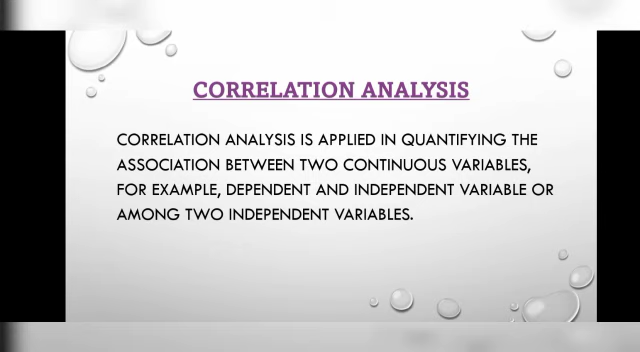 CORRELATION ANALYSIS
CORRELATION ANALYSIS IS APPLIED IN QUANTIFYING THE
ASSOCIATION BETWEEN TWO CONTINUOUS VARIABLES,
FOR EXAMPLE, DEPENDENT AND INDEPENDENT VARIABLE OR
AMONG TWO INDEPENDENT VARIABLES.